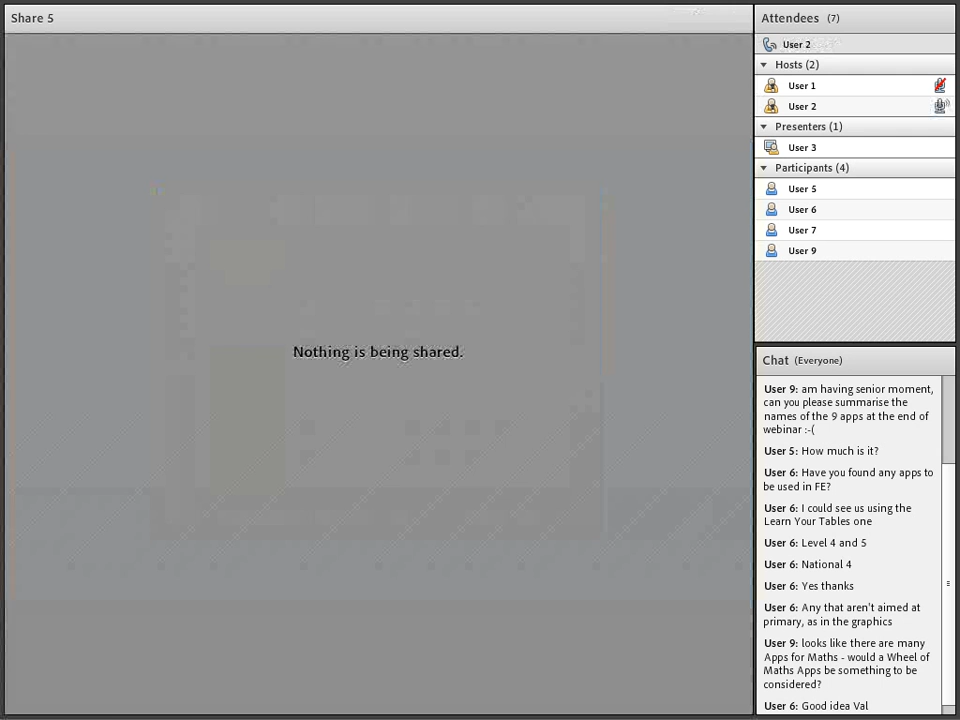 Share 5
Nothing is being shared.
Attendees (7)
User 2
Hosts (2)
User 1
User 2
Presenters (1)
User 3
Participants (4)
User 5
User 6
User 7
User 9
Chat (Everyone)
User 9: am having senior moment,
can you please summarise the
names of the 9 apps at the end of
webinar :-(
User 5: How much is it?
User 6: Have you found any apps to
be used in FE?
User 6: I could see us using the
Learn Your Tables one
User 6: Level 4 and 5
User 6: National 4
User 6: Yes thanks
User 6: Any that aren't aimed at
primary, as in the graphics
User 9: looks like there are many
Apps for Maths - would a Wheel of
Maths Apps be something to be
considered?
User 6: Good idea Val